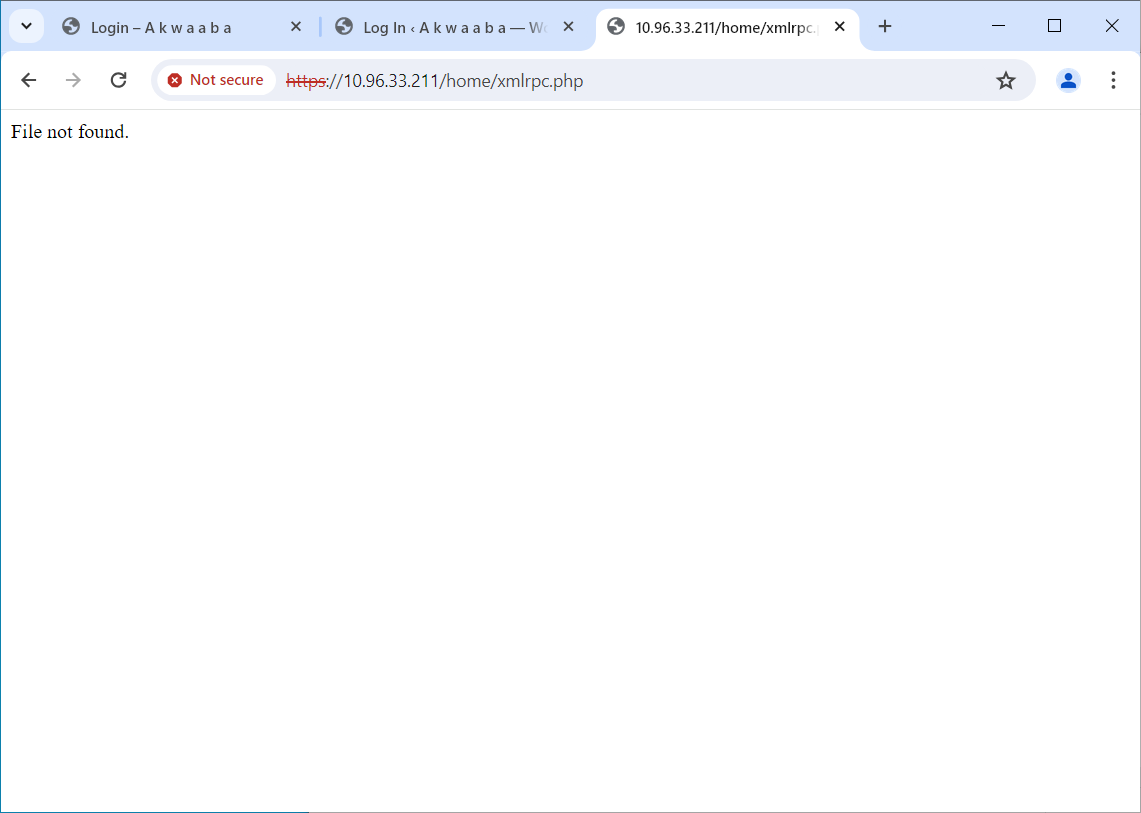 Login – A k w a a b a
Log In ‹ A k w a a b a — Wo
10.96.33.211/home/xmlrpc.
Not secure
https://10.96.33.211/home/xmlrpc.php
File not found.